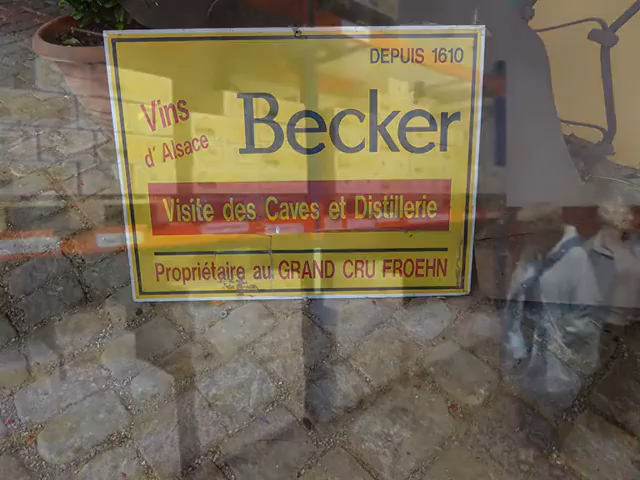 DEPUIS 1610
Vins
d'Alsace
Becker
Visite des Caves et Distillerie
Propriétaire au GRAND CRU FROEHN